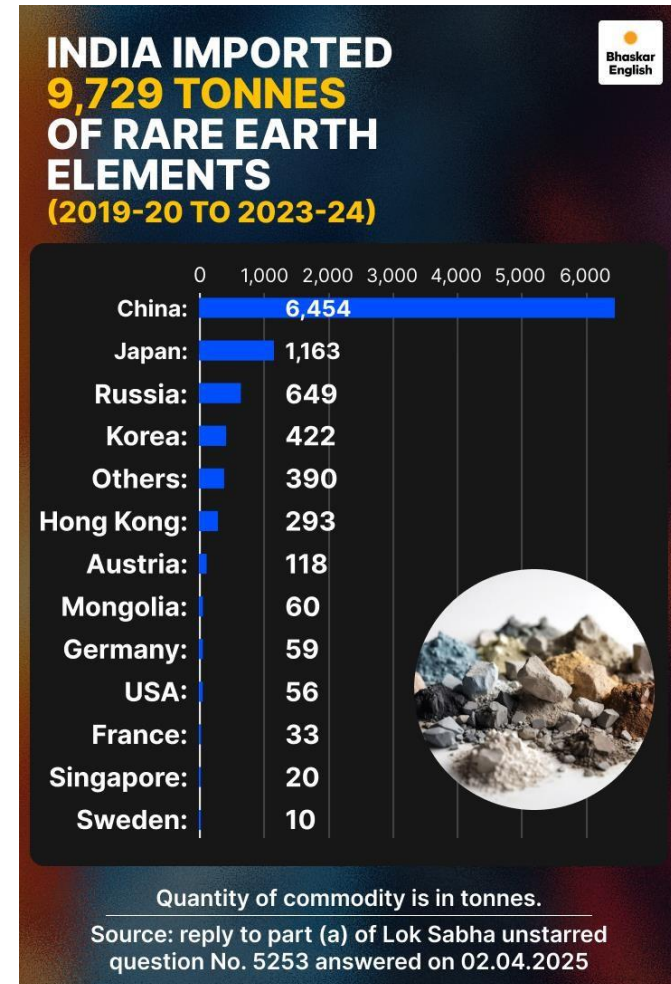 INDIA IMPORTED
9,729 TONNES
OF RARE EARTH
ELEMENTS
(2019-20 TO 2023-24)
Bhaskar
English
0 1,000 2,000 3,000 4,000 5,000 6,000
China: 6,454
Japan: 1,163
Russia: 649
Korea: 422
Others: 390
Hong Kong: 293
Austria: 118
Mongolia: 60
Germany: 59
USA: 56
France: 33
Singapore: 20
Sweden: 10
Quantity of commodity is in tonnes.
Source: reply to part (a) of Lok Sabha unstarred
question No. 5253 answered on 02.04.2025